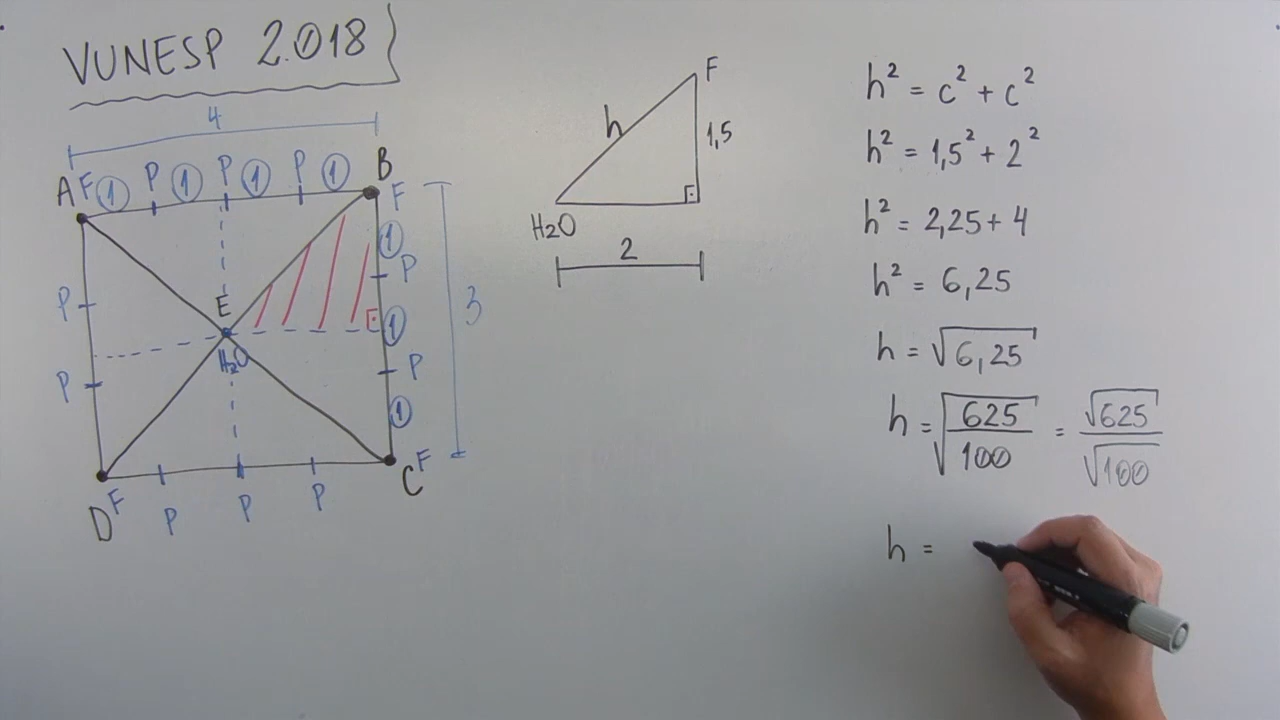 VUNESP 2.018
4
A F ① P ① P ① P ① B
F
① P
E
3
H2O
①
P
P
P
①
D F P P P C F
F
h
1,5
H2O
2
h² = c² + c²
h² = 1,5² + 2²
h² = 2,25 + 4
h² = 6,25
h = √6,25
h = √625/100 = √625/√100
h =